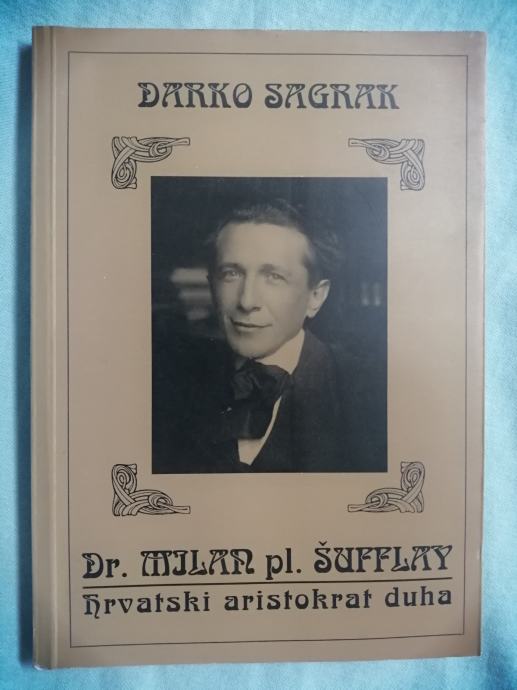 DARKO SAGRAK
Dr. MILAN pl. ŠUFFLAY
Hrvatski aristokrat duha